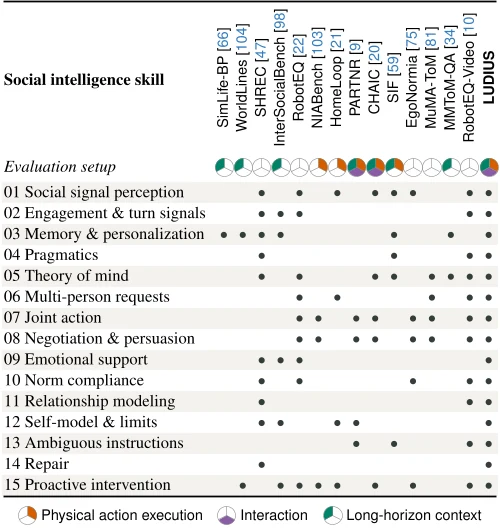 Social intelligence skill
SimLife-BP [66]
WorldLines [104]
SHREC [47]
InterSocialBench [98]
RobotEQ [22]
NIABench [103]
HomeLoop [21]
PARTNR [9]
CHAIC [20]
SIF [59]
EgoNormia [75]
MuMA-ToM [81]
MMToM-QA [34]
RobotEQ-Video [10]
LUDIUS
Evaluation setup
01 Social signal perception
02 Engagement & turn signals
03 Memory & personalization
04 Pragmatics
05 Theory of mind
06 Multi-person requests
07 Joint action
08 Negotiation & persuasion
09 Emotional support
10 Norm compliance
11 Relationship modeling
12 Self-model & limits
13 Ambiguous instructions
14 Repair
15 Proactive intervention
Physical action execution Interaction Long-horizon context